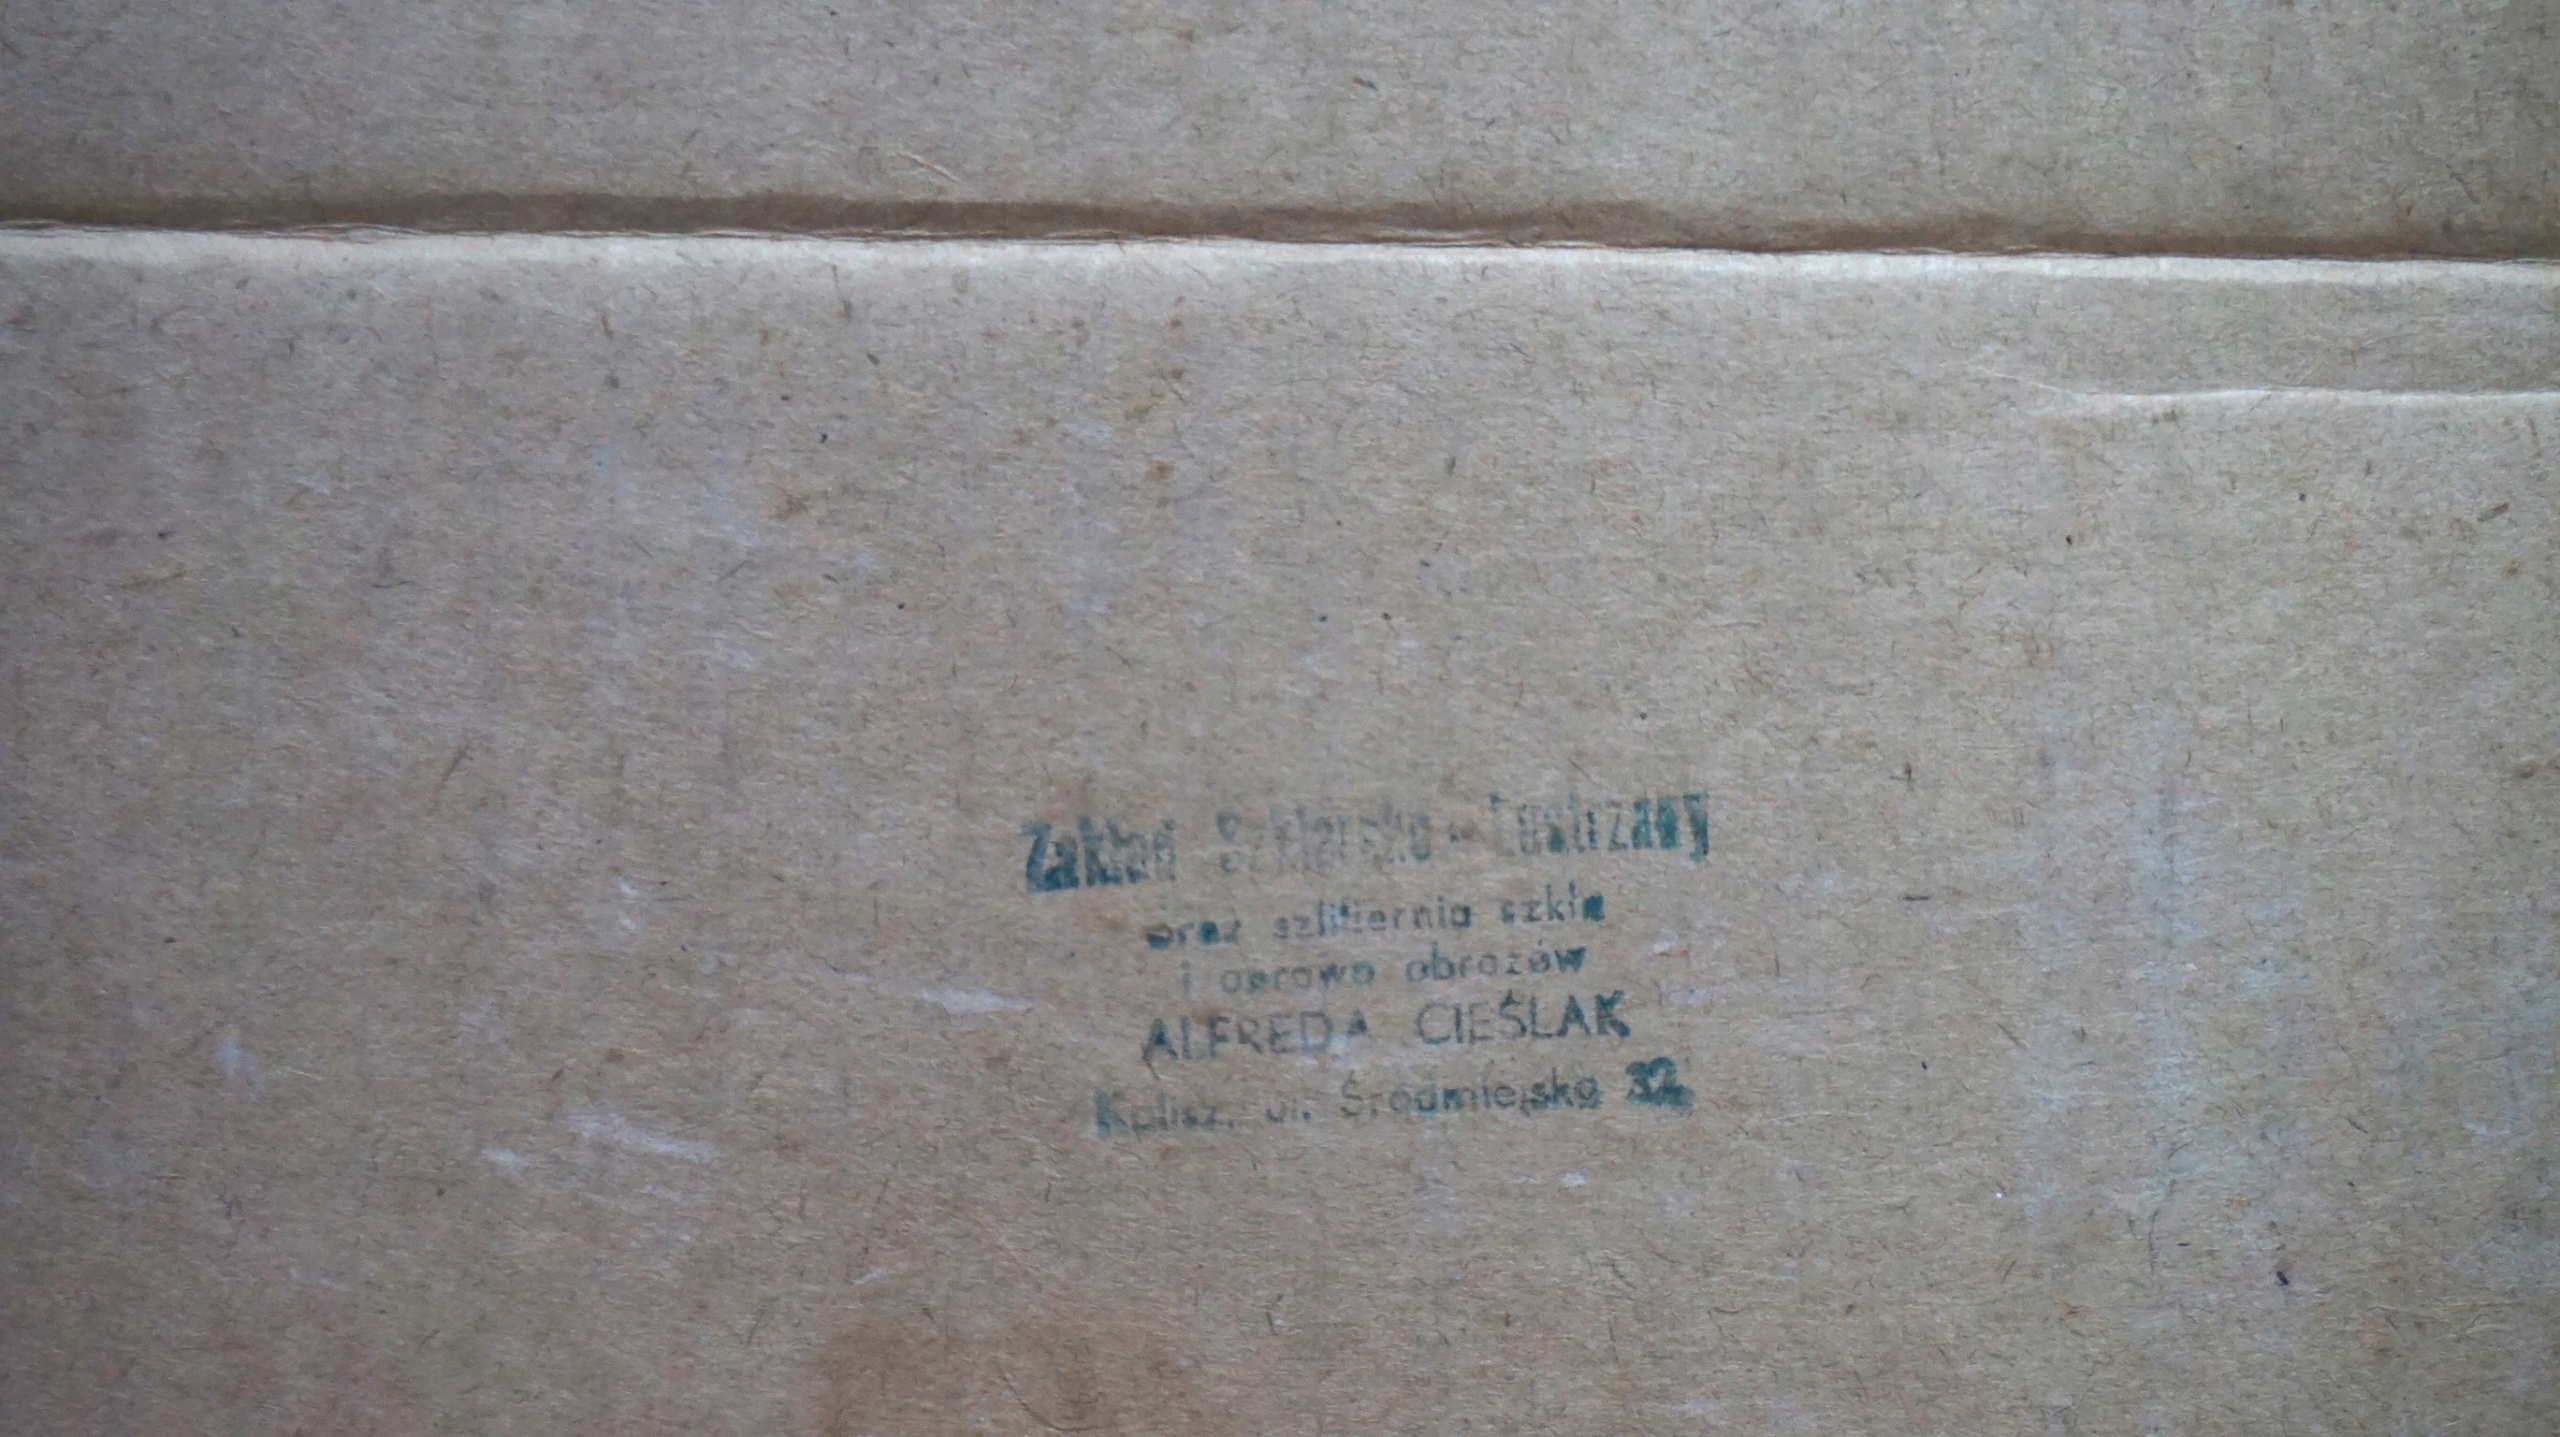 Zakład Szklarsko - Lustrzany
oraz szlifiernia szkła
i oprawa obrazów
ALFREDA CIEŚLAK
Kalisz, ul. Śródmiejska 32